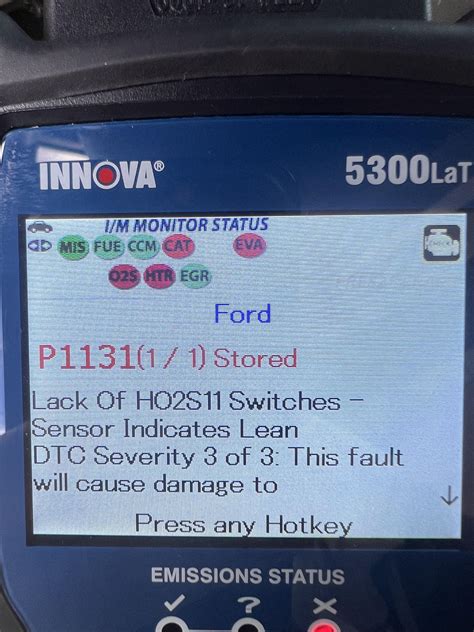 INNOVA® 5300LaT
I/M MONITOR STATUS
MIS FUE CCM CAT EVA
O2S HTR EGR
Ford
P1131(1 / 1) Stored
Lack Of HO2S11 Switches -
Sensor Indicates Lean
DTC Severity 3 of 3: This fault
will cause damage to
Press any Hotkey
EMISSIONS STATUS
✓ ? X